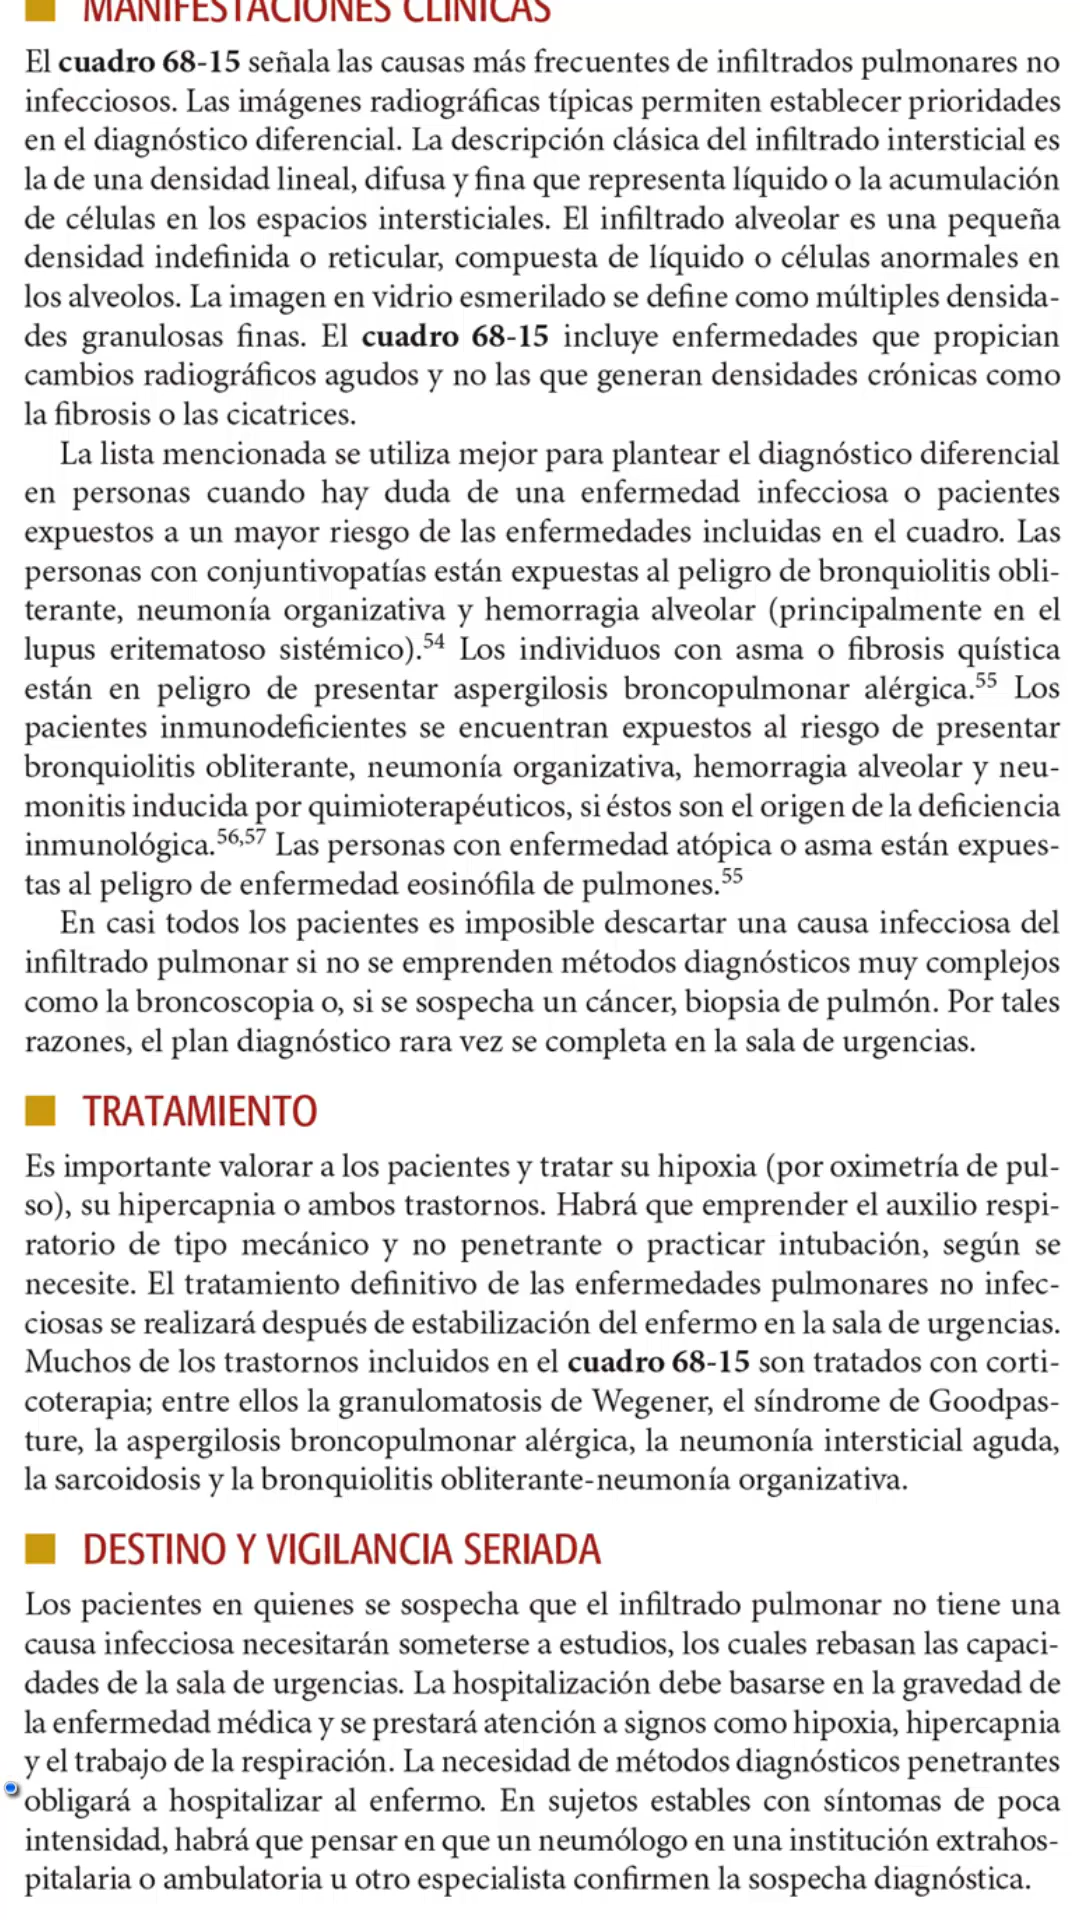 MANIFESTACIONES CLÍNICAS
El cuadro 68-15 señala las causas más frecuentes de infiltrados pulmonares no
infecciosos. Las imágenes radiográficas típicas permiten establecer prioridades
en el diagnóstico diferencial. La descripción clásica del infiltrado intersticial es
la de una densidad lineal, difusa y fina que representa líquido o la acumulación
de células en los espacios intersticiales. El infiltrado alveolar es una pequeña
densidad indefinida o reticular, compuesta de líquido o células anormales en
los alveolos. La imagen en vidrio esmerilado se define como múltiples densida-
des granulosas finas. El cuadro 68-15 incluye enfermedades que propician
cambios radiográficos agudos y no las que generan densidades crónicas como
la fibrosis o las cicatrices.
La lista mencionada se utiliza mejor para plantear el diagnóstico diferencial
en personas cuando hay duda de una enfermedad infecciosa o pacientes
expuestos a un mayor riesgo de las enfermedades incluidas en el cuadro. Las
personas con conjuntivopatías están expuestas al peligro de bronquiolitis obli-
terante, neumonía organizativa y hemorragia alveolar (principalmente en el
lupus eritematoso sistémico).54 Los individuos con asma o fibrosis quística
están en peligro de presentar aspergilosis broncopulmonar alérgica.55 Los
pacientes inmunodeficientes se encuentran expuestos al riesgo de presentar
bronquiolitis obliterante, neumonía organizativa, hemorragia alveolar y neu-
monitis inducida por quimioterapéuticos, si éstos son el origen de la deficiencia
inmunológica.56,57 Las personas con enfermedad atópica o asma están expues-
tas al peligro de enfermedad eosinófila de pulmones.55
En casi todos los pacientes es imposible descartar una causa infecciosa del
infiltrado pulmonar si no se emprenden métodos diagnósticos muy complejos
como la broncoscopia o, si se sospecha un cáncer, biopsia de pulmón. Por tales
razones, el plan diagnóstico rara vez se completa en la sala de urgencias.
TRATAMIENTO
Es importante valorar a los pacientes y tratar su hipoxia (por oximetría de pul-
so), su hipercapnia o ambos trastornos. Habrá que emprender el auxilio respi-
ratorio de tipo mecánico y no penetrante o practicar intubación, según se
necesite. El tratamiento definitivo de las enfermedades pulmonares no infec-
ciosas se realizará después de estabilización del enfermo en la sala de urgencias.
Muchos de los trastornos incluidos en el cuadro 68-15 son tratados con corti-
coterapia; entre ellos la granulomatosis de Wegener, el síndrome de Goodpas-
ture, la aspergilosis broncopulmonar alérgica, la neumonía intersticial aguda,
la sarcoidosis y la bronquiolitis obliterante-neumonía organizativa.
DESTINO Y VIGILANCIA SERIADA
Los pacientes en quienes se sospecha que el infiltrado pulmonar no tiene una
causa infecciosa necesitarán someterse a estudios, los cuales rebasan las capaci-
dades de la sala de urgencias. La hospitalización debe basarse en la gravedad de
la enfermedad médica y se prestará atención a signos como hipoxia, hipercapnia
y el trabajo de la respiración. La necesidad de métodos diagnósticos penetrantes
obligará a hospitalizar al enfermo. En sujetos estables con síntomas de poca
intensidad, habrá que pensar en que un neumólogo en una institución extrahos-
pitalaria o ambulatoria u otro especialista confirmen la sospecha diagnóstica.